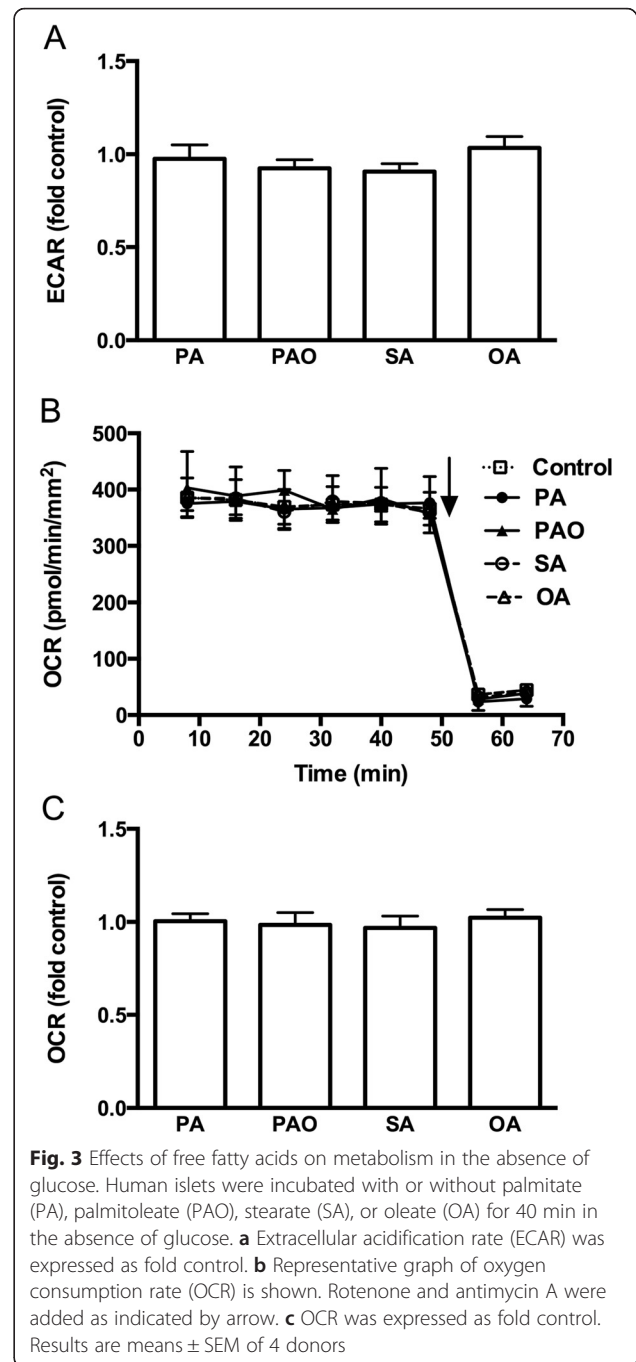 A
ECAR (fold control)
1.5
1.0
0.5
0.0
PA PAO SA OA
B
OCR (pmol/min/mm²)
500
400
300
200
100
0
0 10 20 30 40 50 60 70
Time (min)
Control
PA
PAO
SA
OA
C
OCR (fold control)
1.5
1.0
0.5
0.0
PA PAO SA OA
Fig. 3 Effects of free fatty acids on metabolism in the absence of
glucose. Human islets were incubated with or without palmitate
(PA), palmitoleate (PAO), stearate (SA), or oleate (OA) for 40 min in
the absence of glucose. a Extracellular acidification rate (ECAR) was
expressed as fold control. b Representative graph of oxygen
consumption rate (OCR) is shown. Rotenone and antimycin A were
added as indicated by arrow. c OCR was expressed as fold control.
Results are means ± SEM of 4 donors